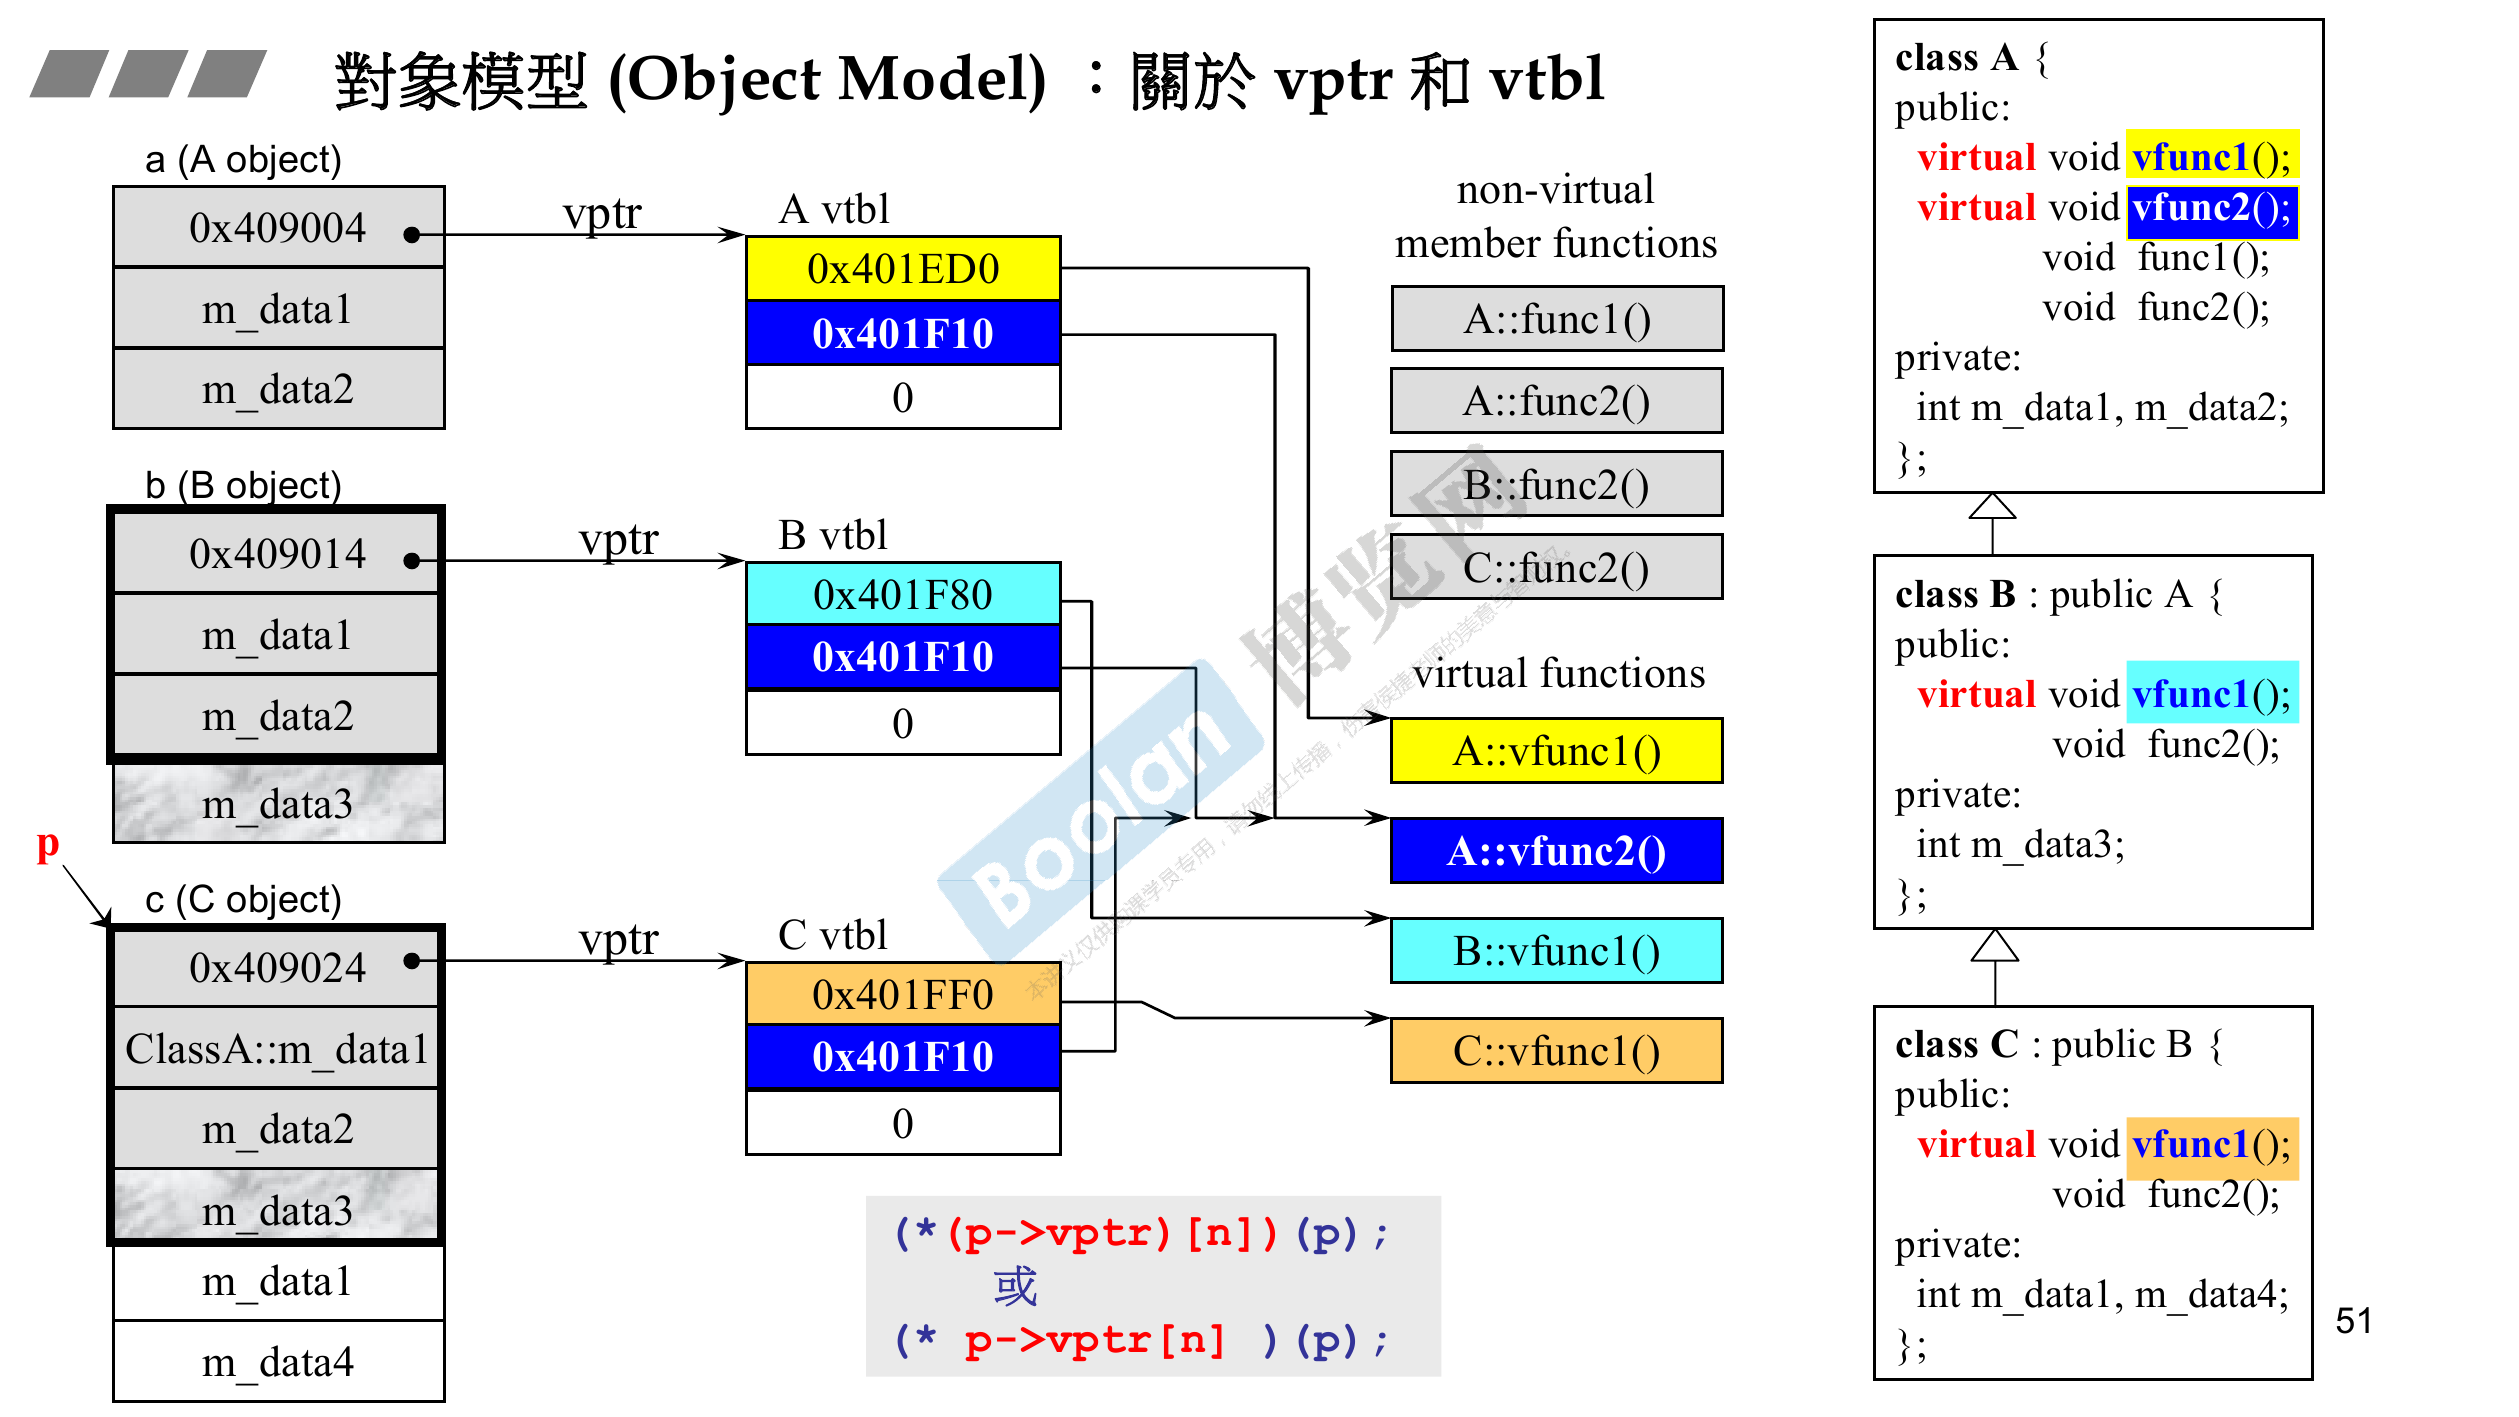 對象模型 (Object Model) ：關於 vptr 和 vtbl
a (A object)
0x409004
m_data1
m_data2
vptr
A vtbl
0x401ED0
0x401F10
0
b (B object)
0x409014
m_data1
m_data2
m_data3
vptr
B vtbl
0x401F80
0x401F10
0
p
c (C object)
0x409024
ClassA::m_data1
m_data2
m_data3
m_data1
m_data4
vptr
C vtbl
0x401FF0
0x401F10
0
(*(p->vptr)[n])(p);
或
(* p->vptr[n] )(p);
non-virtual
member functions
A::func1()
A::func2()
B::func2()
C::func2()
virtual functions
A::vfunc1()
A::vfunc2()
B::vfunc1()
C::vfunc1()
class A {
public:
virtual void vfunc1();
virtual void vfunc2();
void func1();
void func2();
private:
int m_data1, m_data2;
};
class B : public A {
public:
virtual void vfunc1();
void func2();
private:
int m_data3;
};
class C : public B {
public:
virtual void vfunc1();
void func2();
private:
int m_data1, m_data4;
};
51
Boolan 博览网